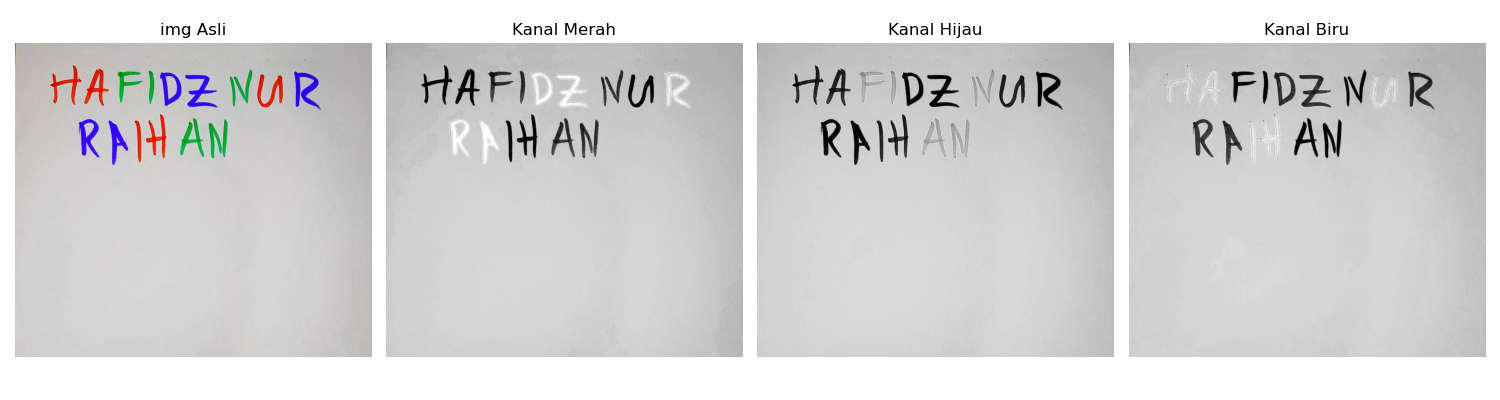 img Asli
HAFIDZ NUR
RAIHAN
Kanal Merah
HAFIDZ NUR
RAIHAN
Kanal Hijau
HAFIDZ NUR
RAIHAN
Kanal Biru
HAFIDZ NUR
RAIHAN